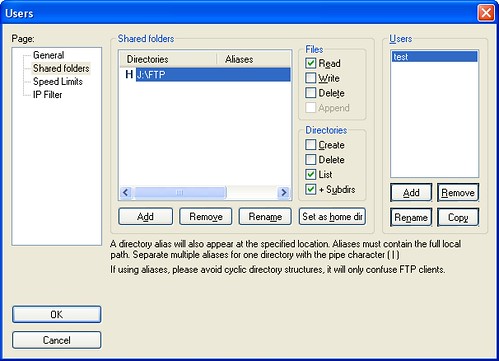 Users
Page:
General
Shared folders
Speed Limits
IP Filter
Shared folders
Directories Aliases
H J:\FTP
Files
Read
Write
Delete
Append
Directories
Create
Delete
List
+ Subdirs
Add Remove Rename Set as home dir
Users
test
Add Remove
Rename Copy
A directory alias will also appear at the specified location. Aliases must contain the full local
path. Separate multiple aliases for one directory with the pipe character ( | )
If using aliases, please avoid cyclic directory structures, it will only confuse FTP clients.
OK
Cancel